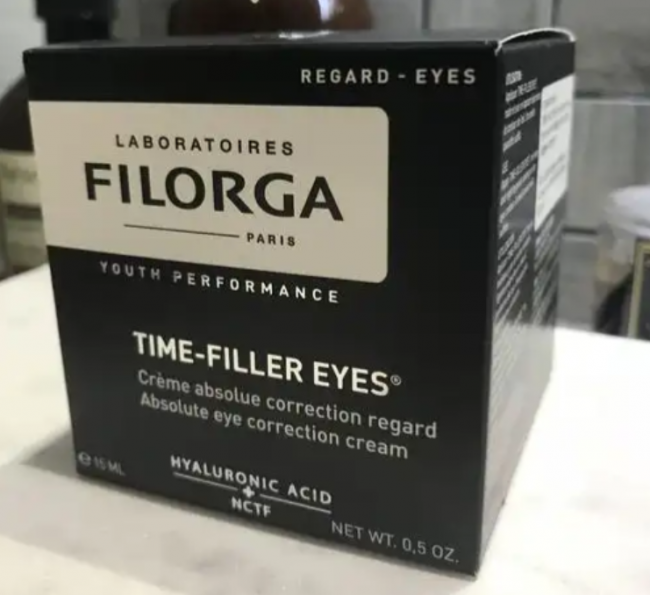 REGARD - EYES
LABORATOIRES
FILORGA
PARIS
YOUTH PERFORMANCE
TIME-FILLER EYES®
Crème absolue correction regard
Absolute eye correction cream
℮ 15 ML
HYALURONIC ACID
+
NCTF
NET WT. 0,5 OZ.